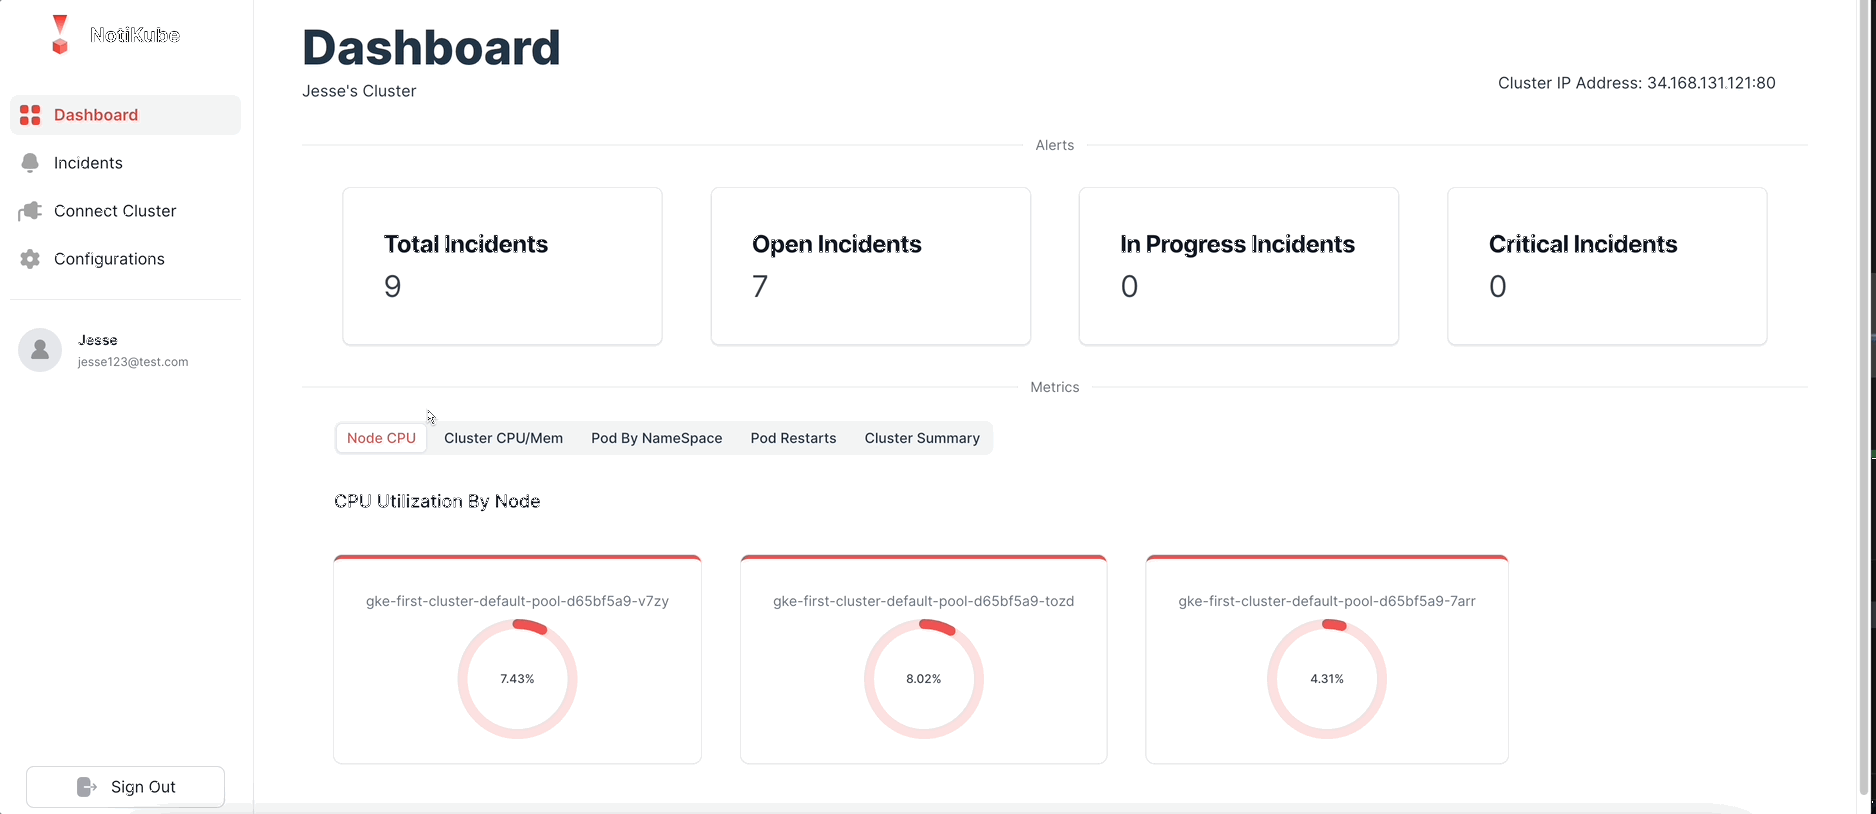 NotiKube
Dashboard
Incidents
Connect Cluster
Configurations
Jesse
jesse123@test.com
Sign Out
Dashboard
Jesse's Cluster
Cluster IP Address: 34.168.131.121:80
Alerts
Total Incidents
9
Open Incidents
7
In Progress Incidents
0
Critical Incidents
0
Metrics
Node CPU Cluster CPU/Mem Pod By NameSpace Pod Restarts Cluster Summary
CPU Utilization By Node
gke-first-cluster-default-pool-d65bf5a9-v7zy
7.43%
gke-first-cluster-default-pool-d65bf5a9-tozd
8.02%
gke-first-cluster-default-pool-d65bf5a9-7arr
4.31%